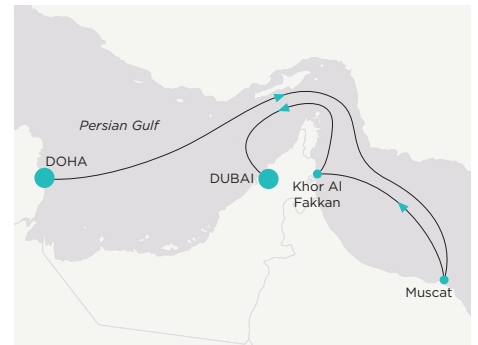 Persian Gulf
DOHA
DUBAI
Khor Al
Fakkan
Muscat